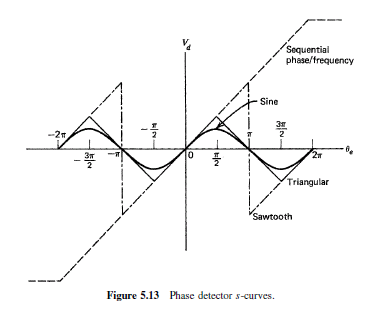 V_d
Sequential
phase/frequency
Sine
-2π
- 3π/2
-π
- π/2
0
π/2
π
3π/2
2π
θ_e
Triangular
Sawtooth
Figure 5.13 Phase detector s-curves.